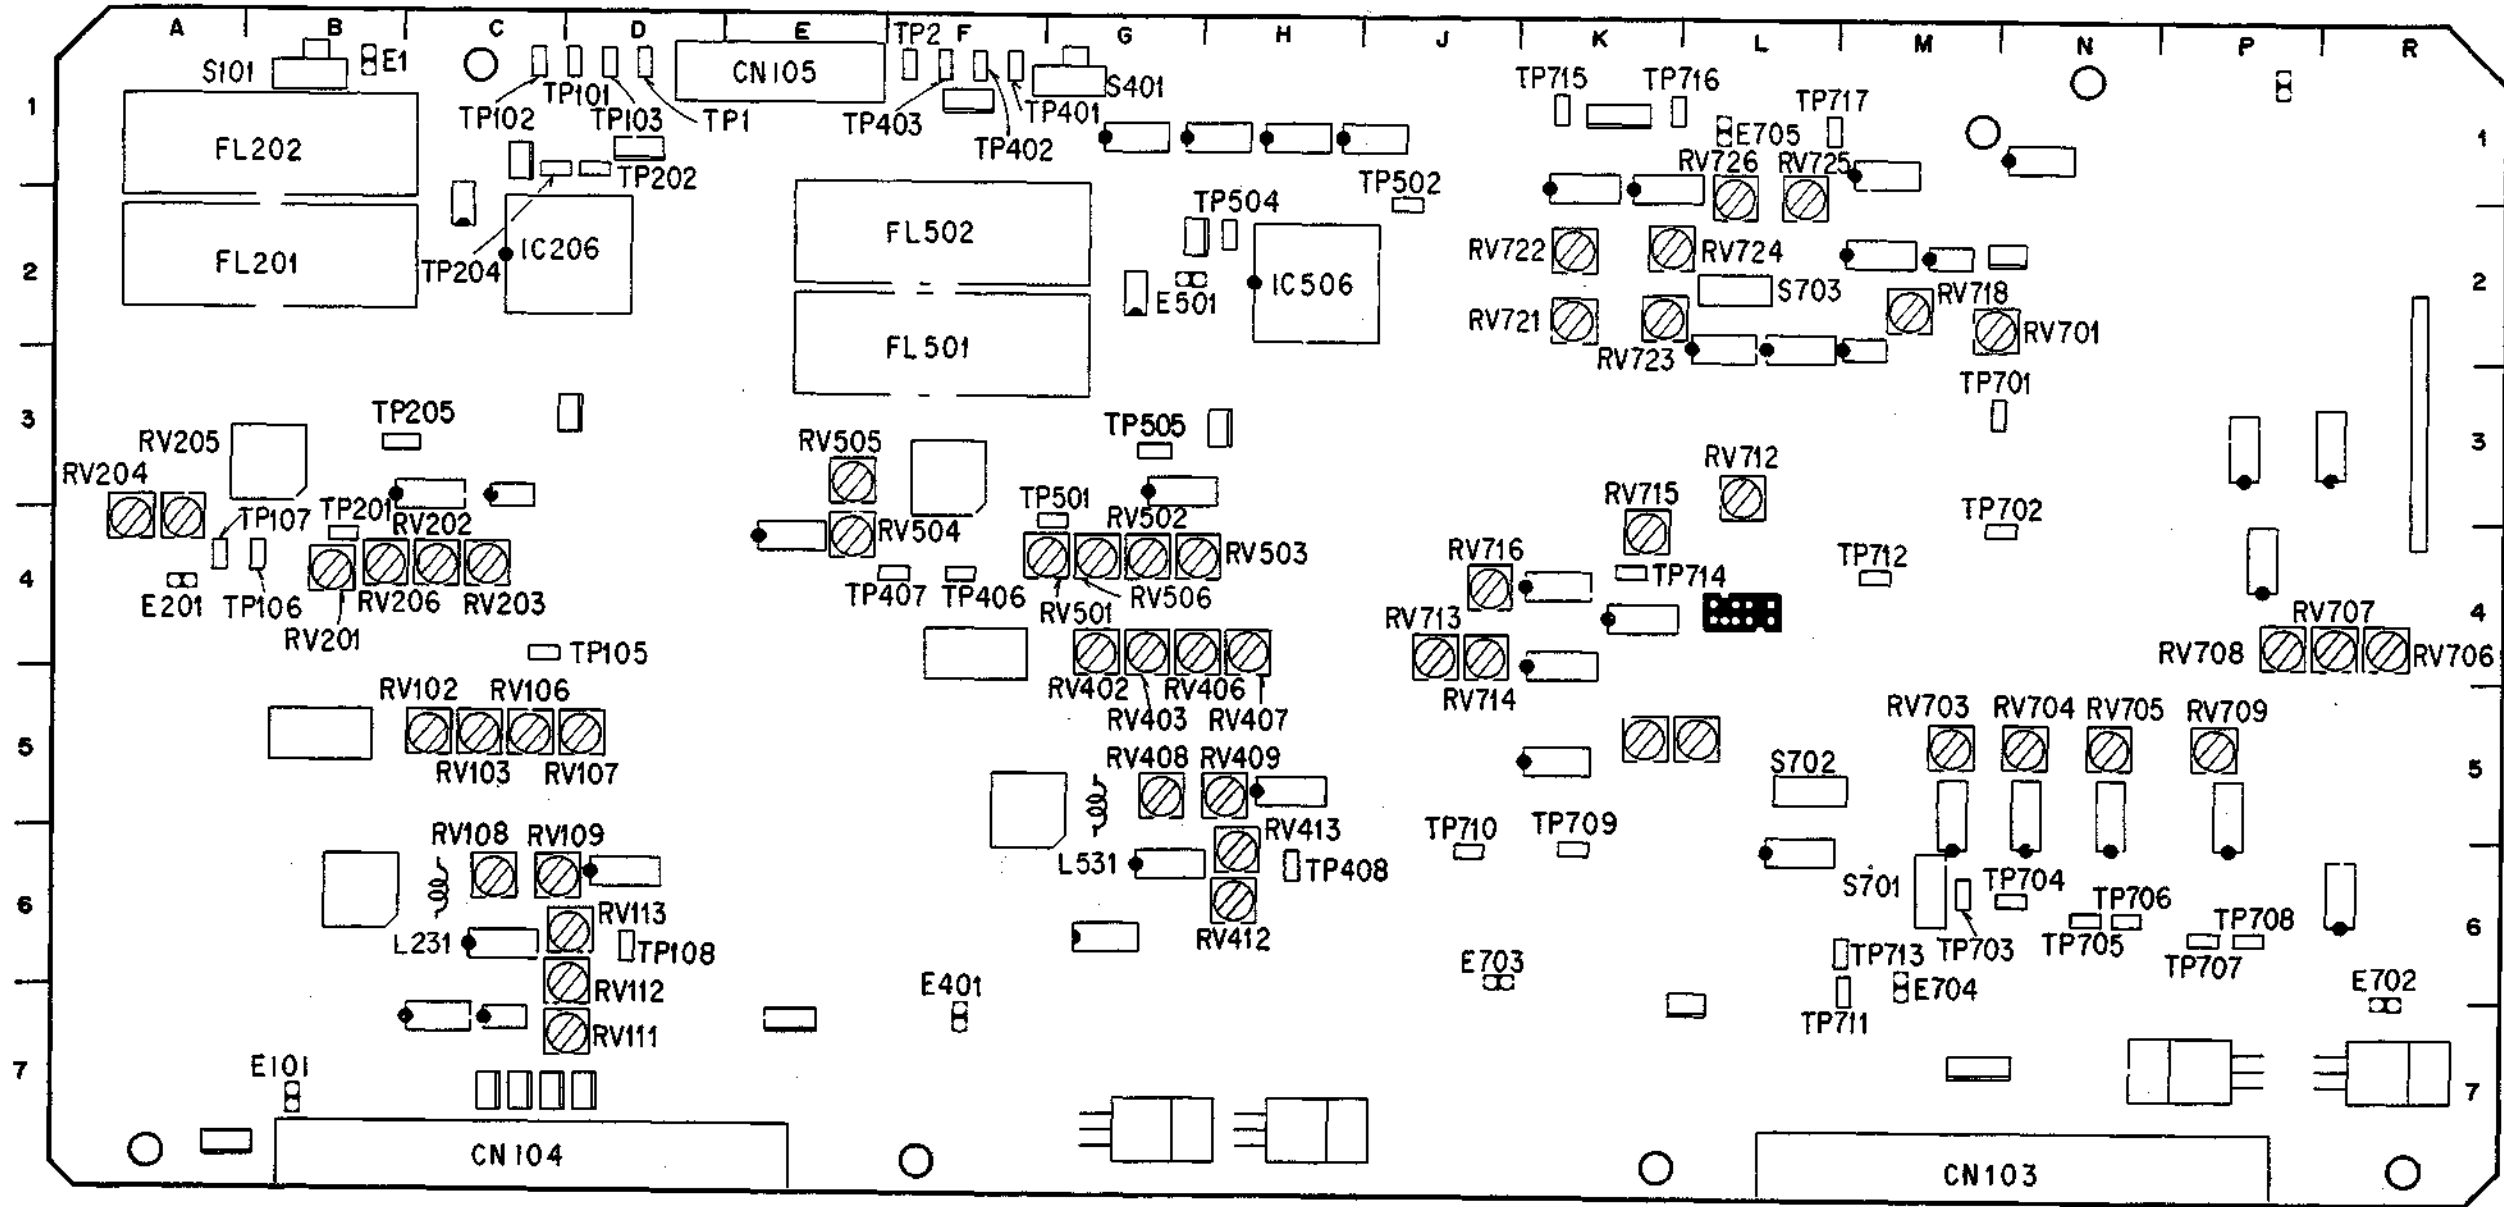 A B C D E F G H J K L M N P R
S101 E1 CN105 TP2 S401
TP102 TP101 TP103 TP1 TP403 TP402 TP401 TP715 TP716 TP717
1 FL202 TP202 E705 1
RV726 RV725
TP502 TP504
2 FL201 TP204 IC206 FL502 E501 IC506 RV722 RV724 S703 RV718 2
FL501 RV721 RV723 RV701
TP701
3 RV205 TP205 RV505 TP505 RV712 3
RV204 TP107 TP201 RV202 TP501 RV502 RV715 TP702
RV504 RV503 RV716 TP714 TP712
4 E201 TP106 RV206 RV203 TP407 TP406 RV501 RV506 4
RV201 RV713 RV707
TP105 RV708 RV706
RV102 RV106 RV402 RV406 RV714
RV403 RV407 RV703 RV704 RV705 RV709
5 RV103 RV107 RV408 RV409 S702 5
RV108 RV109 RV413 TP710 TP709
L531 TP408 S701 TP704
6 RV113 TP706 6
L231 TP108 RV412 TP713 TP703 TP705 TP708
RV112 E401 E703 E704 TP707 E702
RV111 TP711
7 E101 7
CN104 CN103